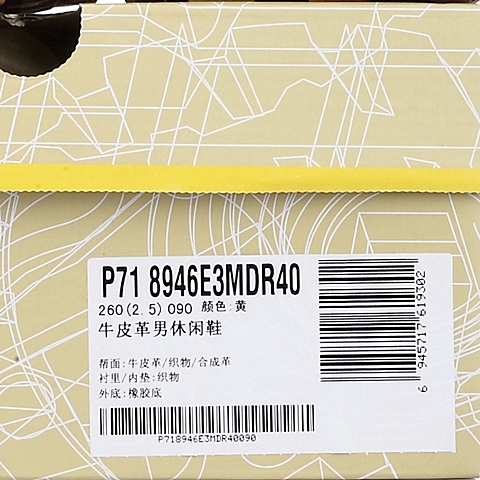 P71 8946E3MDR40
260(2.5) 090 颜色:黄
牛皮革男休闲鞋
帮面:牛皮革/织物/合成革
衬里/内垫:织物
外底:橡胶底
P718946E3MDR40090
6 945717 619302